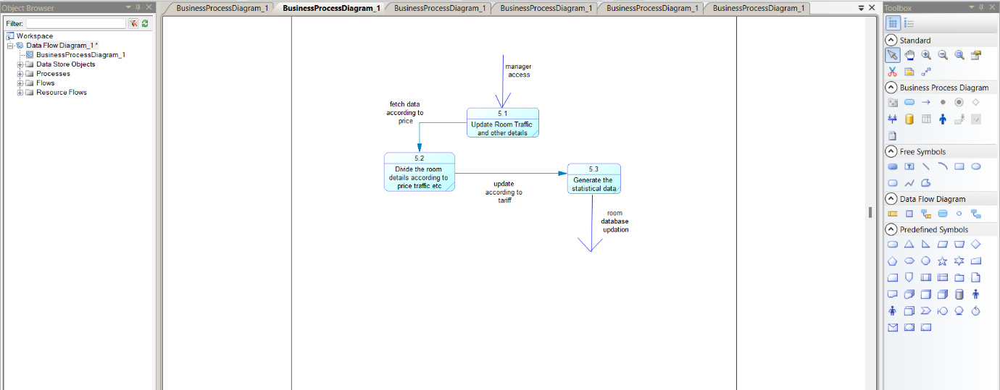 Object Browser
Filter:
Workspace
Data Flow Diagram_1 *
BusinessProcessDiagram_1
Data Store Objects
Processes
Flows
Resource Flows
BusinessProcessDiagram_1
BusinessProcessDiagram_1
BusinessProcessDiagram_1
BusinessProcessDiagram_1
BusinessProcessDiagram_1
BusinessProcessDiagram_1
manager
access
fetch data
according to
price
5.1
Update Room Traffic
and other details
5.2
Divide the room
details according to
price traffic etc
update
according to
tariff
5.3
Generate the
statistical data
room
database
updation
Toolbox
Standard
Business Process Diagram
Free Symbols
Data Flow Diagram
Predefined Symbols